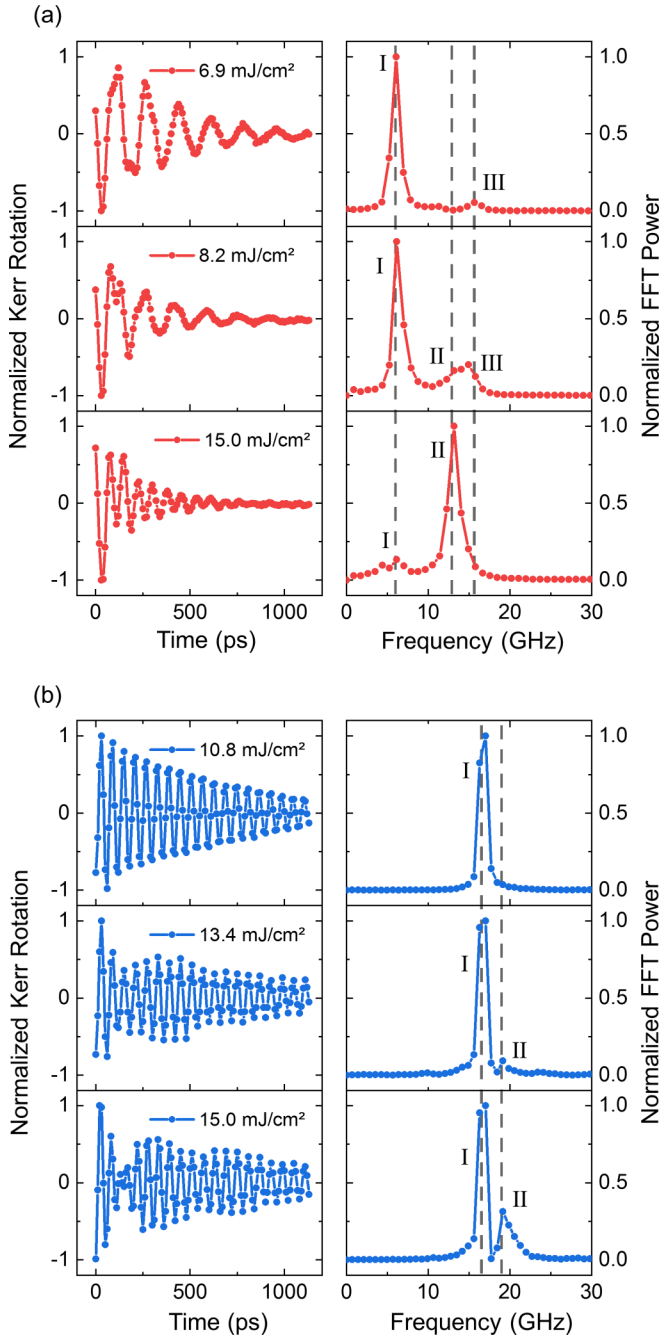 (a)
Normalized Kerr Rotation
Normalized FFT Power
6.9 mJ/cm²
1
0
-1
I
III
1.0
0.5
0.0
8.2 mJ/cm²
1
0
-1
I
II
III
1.0
0.5
0.0
15.0 mJ/cm²
1
0
-1
I
II
1.0
0.5
0.0
0 500 1000
0 10 20 30
Time (ps)
Frequency (GHz)
(b)
Normalized Kerr Rotation
Normalized FFT Power
10.8 mJ/cm²
1
0
-1
I
1.0
0.5
0.0
13.4 mJ/cm²
1
0
-1
I
II
1.0
0.5
0.0
15.0 mJ/cm²
1
0
-1
I
II
1.0
0.5
0.0
0 500 1000
0 10 20 30
Time (ps)
Frequency (GHz)